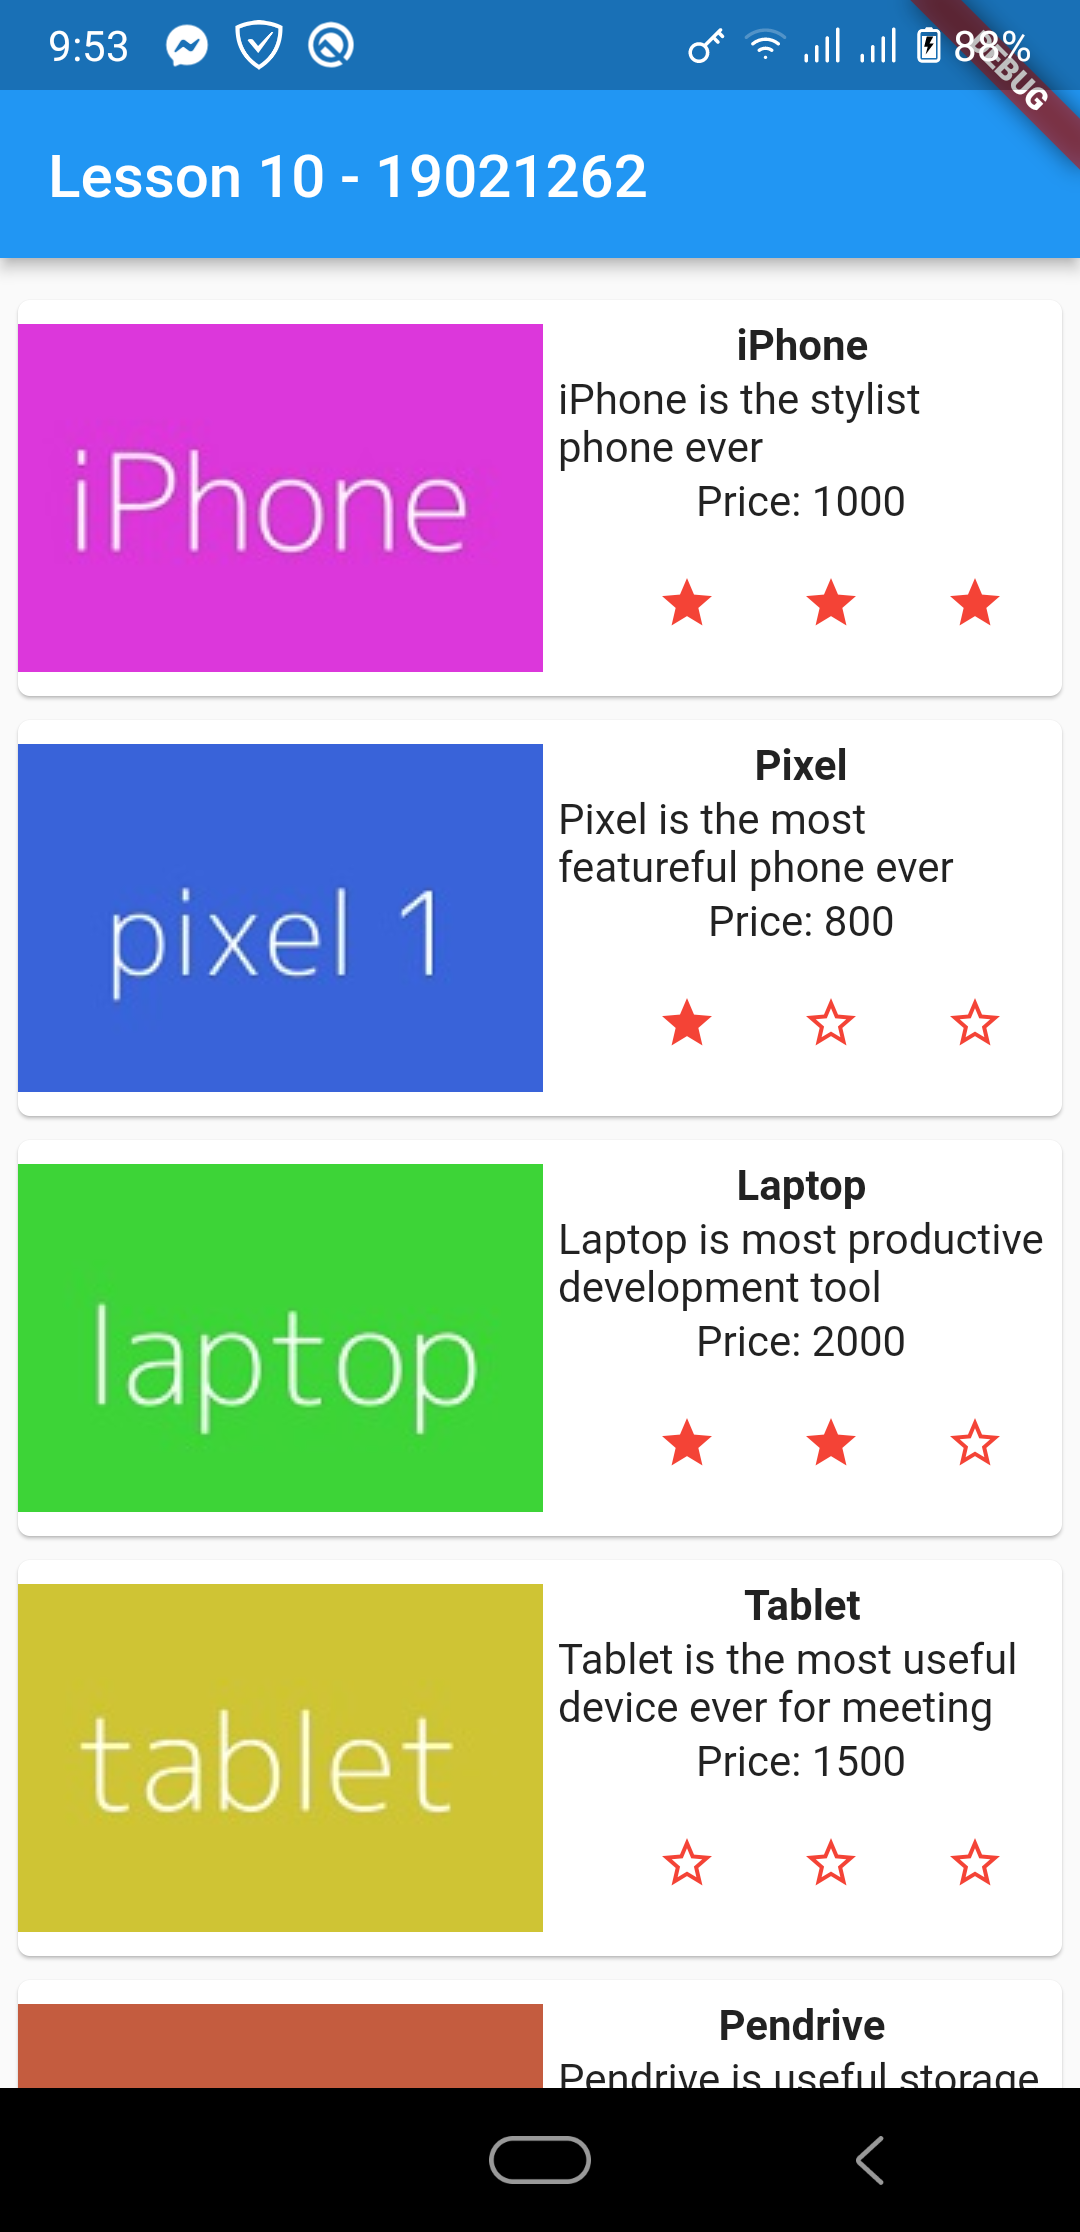 9:53
88%
DEBUG
Lesson 10 - 19021262
iPhone
iPhone
iPhone is the stylist
phone ever
Price: 1000
pixel 1
Pixel
Pixel is the most
featureful phone ever
Price: 800
laptop
Laptop
Laptop is most productive
development tool
Price: 2000
tablet
Tablet
Tablet is the most useful
device ever for meeting
Price: 1500
Pendrive
Pendrive is useful storage